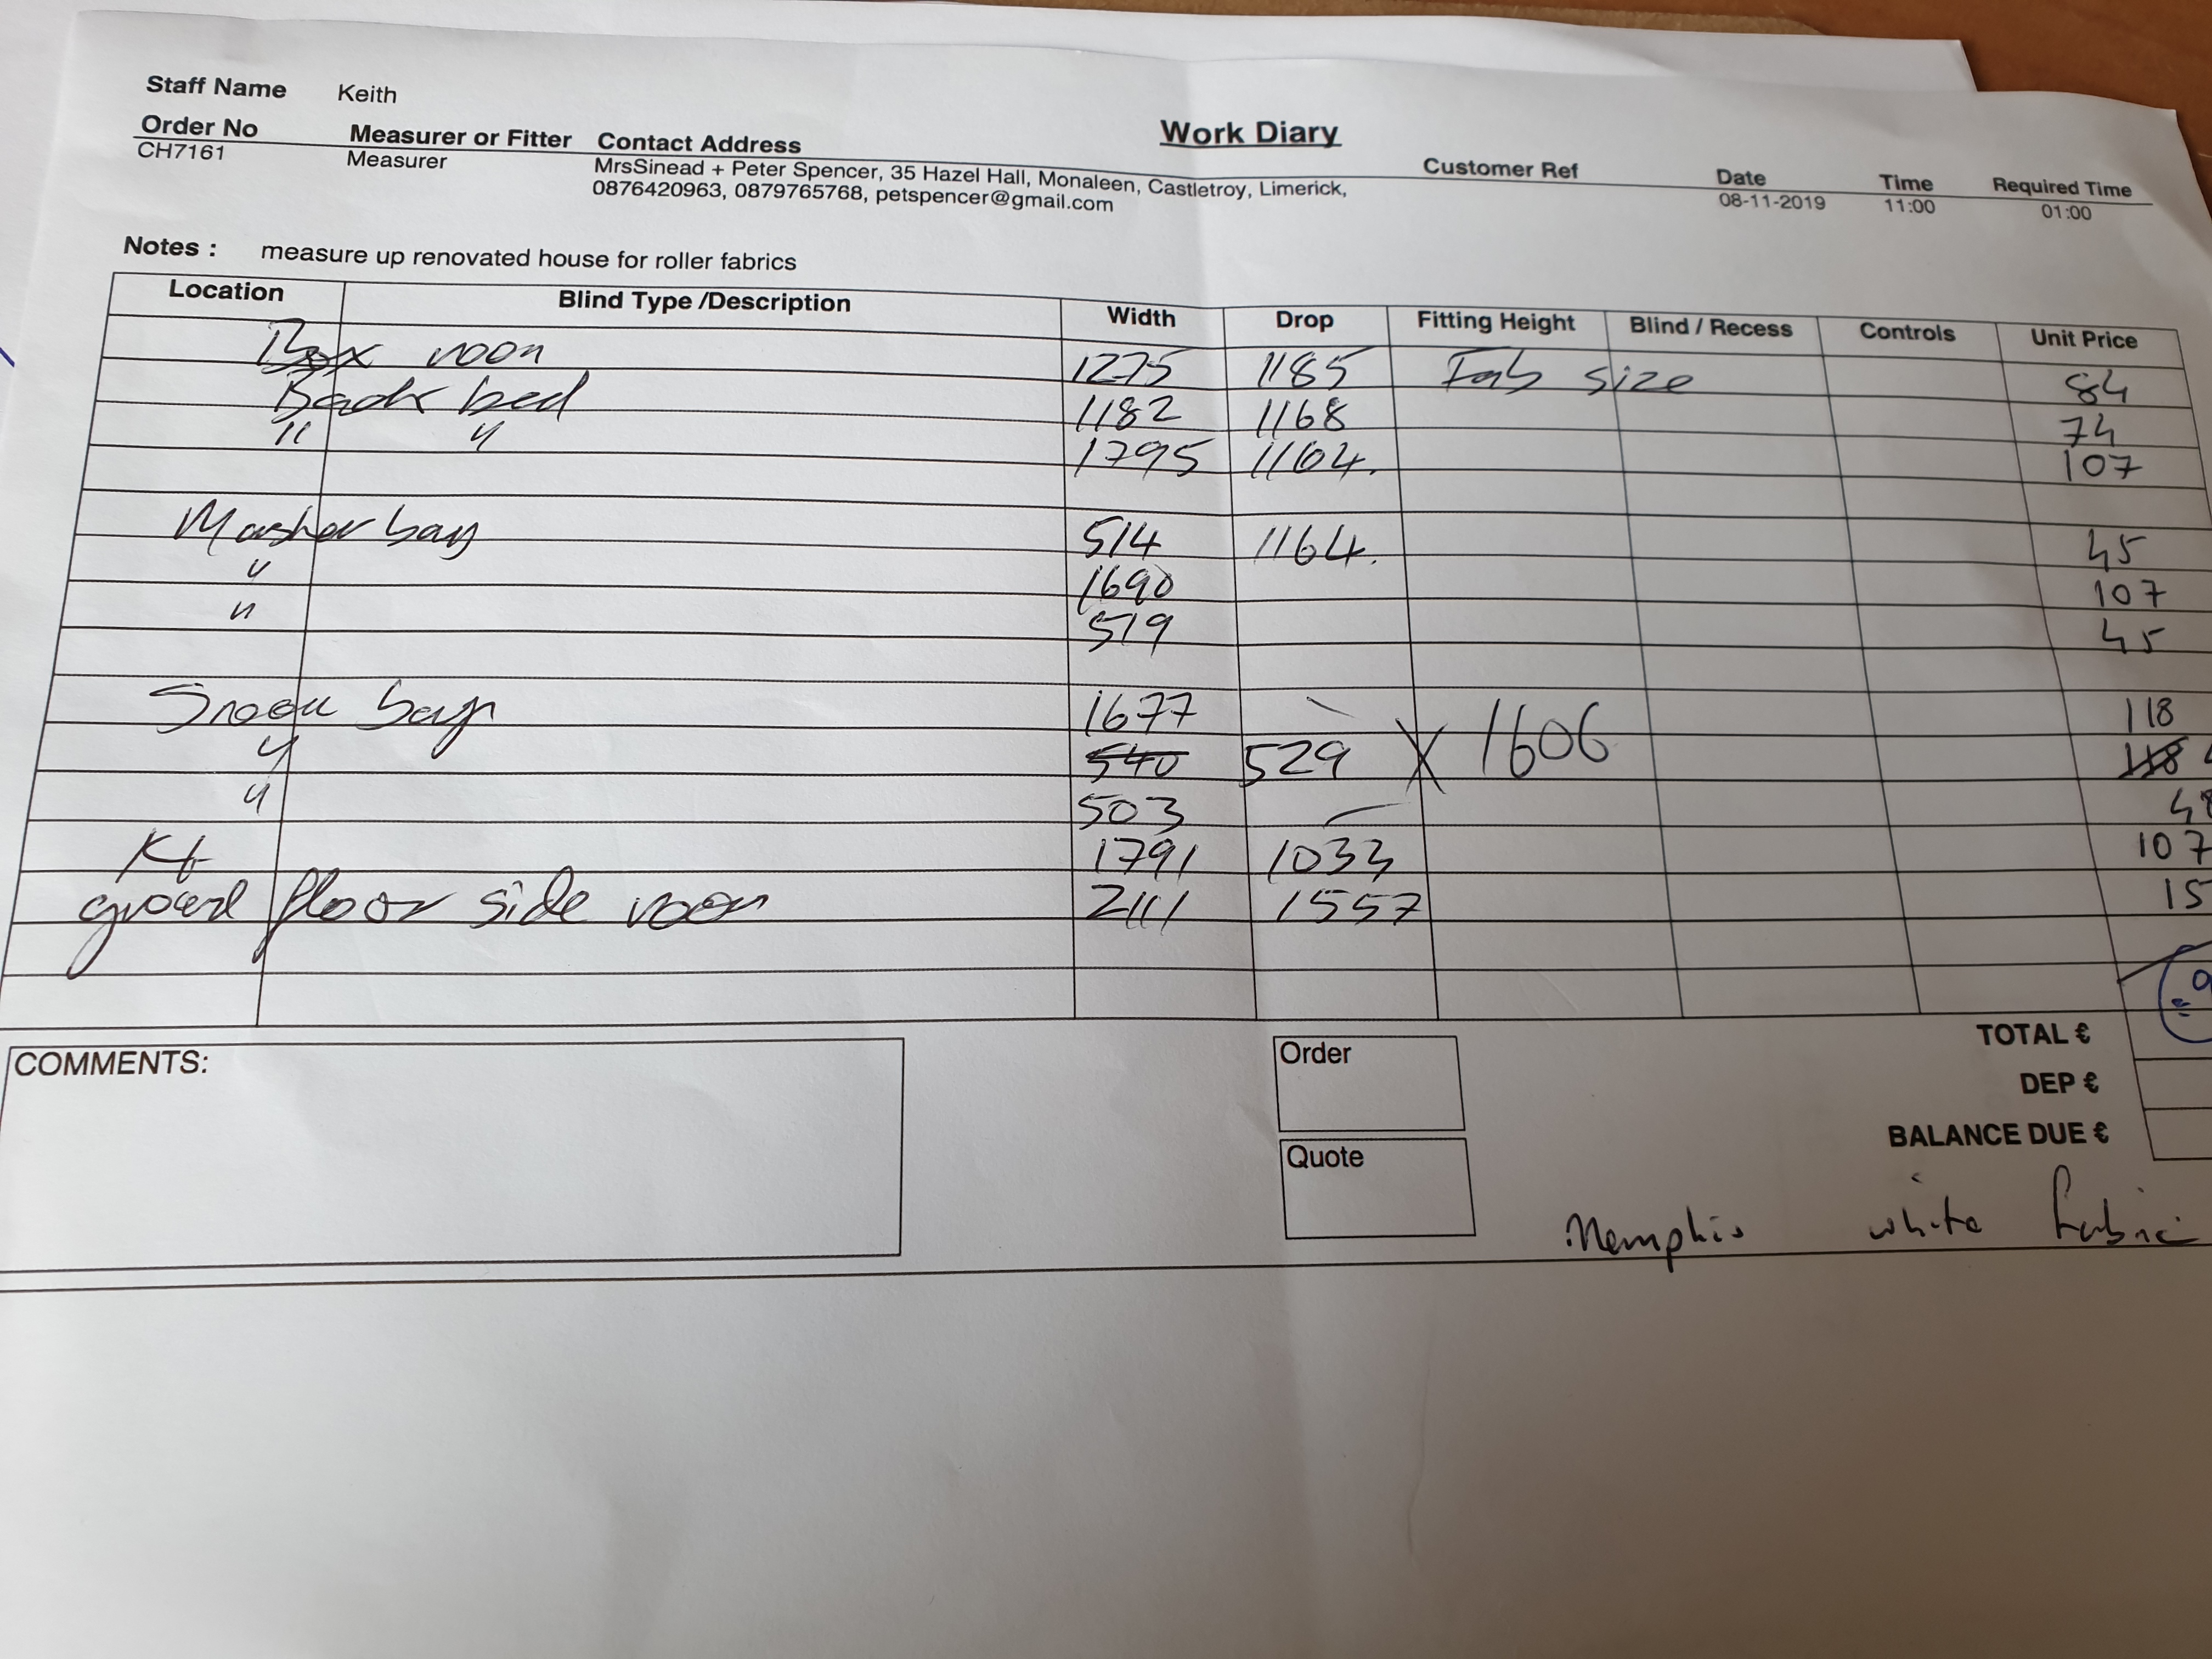 Staff Name Keith
Work Diary
Order No Measurer or Fitter Contact Address Customer Ref Date Time Required Time
CH7161 Measurer MrsSinead + Peter Spencer, 35 Hazel Hall, Monaleen, Castletroy, Limerick, 08-11-2019 11:00 01:00
0876420963, 0879765768, petspencer@gmail.com
Notes : measure up renovated house for roller fabrics
Location Blind Type /Description Width Drop Fitting Height Blind / Recess Controls Unit Price
Box room 1275 1185 Fab size 84
Back bed 1182 1168 74
" " 1795 1164. 107
Master bay 514 1164. 45
" 1690 107
" 519 45
bay 1677 118
" 540 529 X 1606 118
" 503 48
Kt 1791 1033 107
ground floor side room 2111 1557 15
COMMENTS:
Order
Quote
TOTAL €
DEP €
BALANCE DUE €
Memphis white Fabric